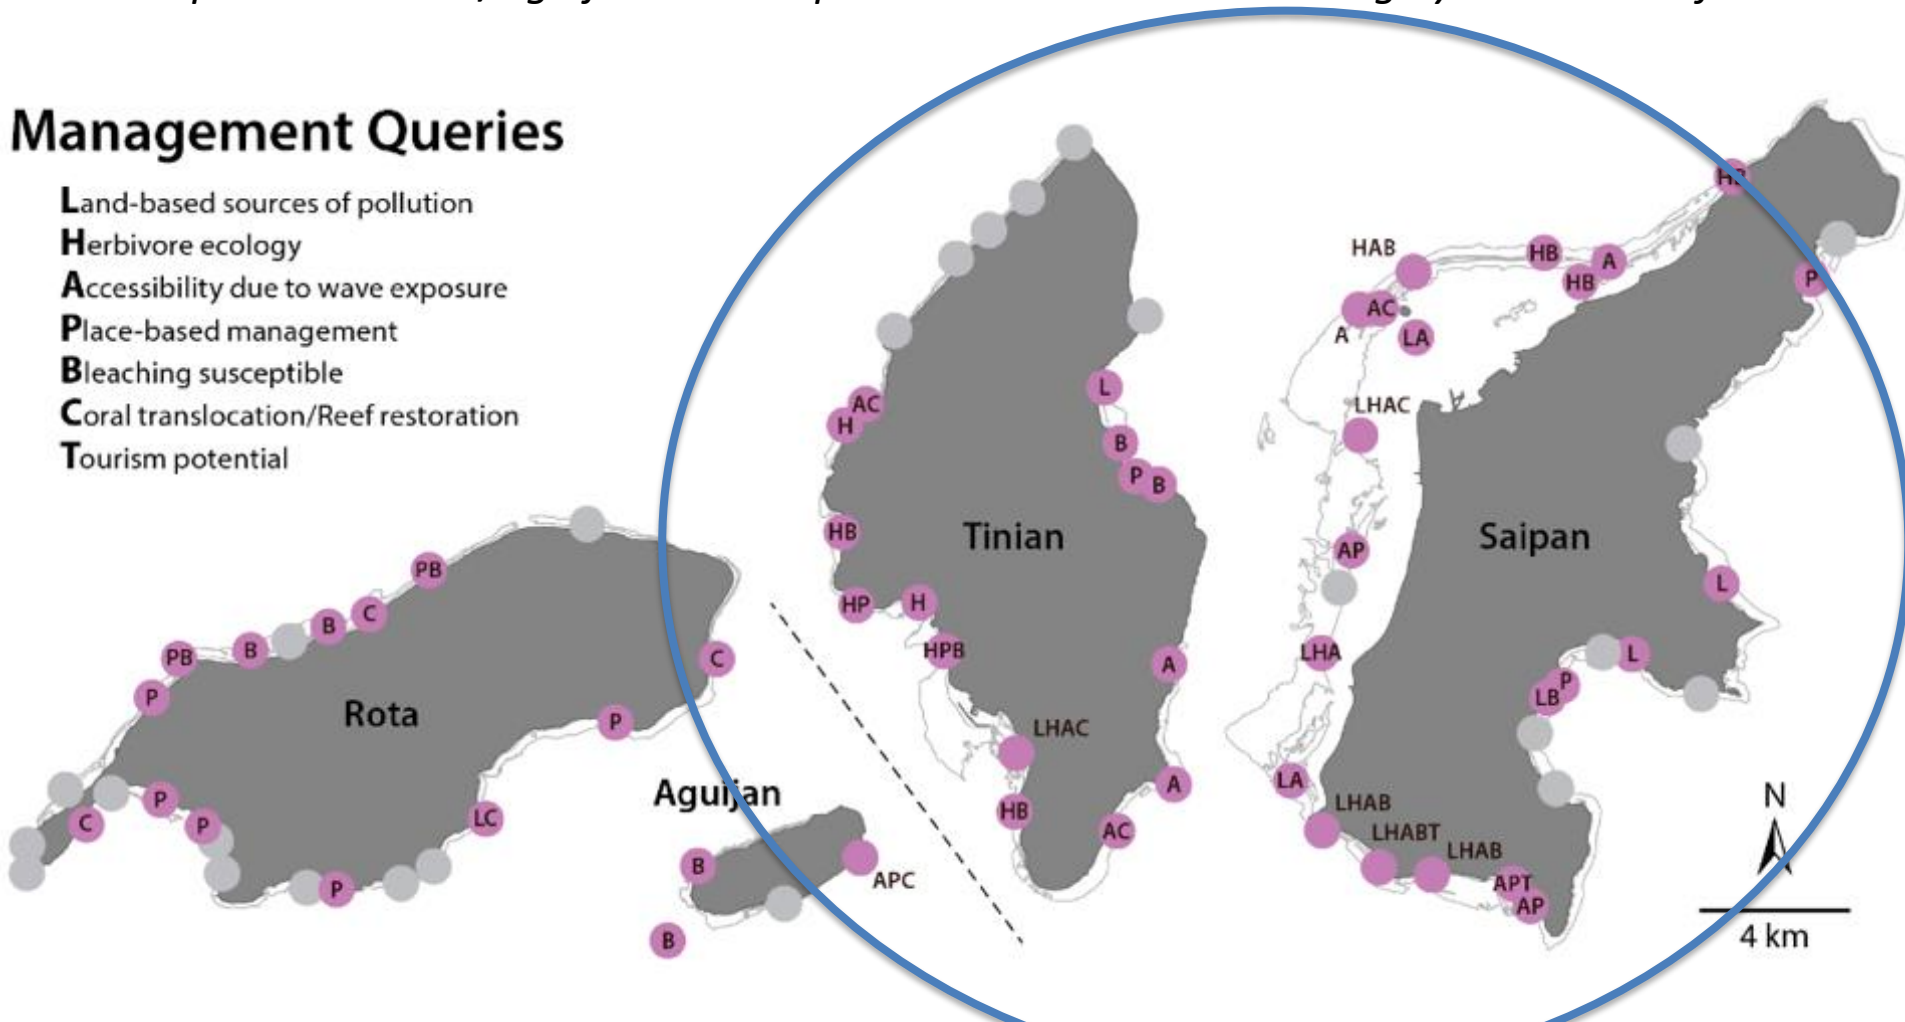 Management Queries
Land-based sources of pollution
Herbivore ecology
Accessibility due to wave exposure
Place-based management
Bleaching susceptible
Coral translocation/Reef restoration
Tourism potential
Rota
PB
C
B
B
PB
P
C
P
LC
P
P
P
C
Aguijan
B
APC
B
Tinian
L
AC
H
B
P
B
HB
HP
H
HPB
A
LHAC
A
HB
AC
Saipan
HB
HAB
HB
A
HB
P
AC
A
LA
LHAC
AP
L
LHA
L
P
LB
LA
LHAB
LHABT
LHAB
APT
AP
N
4 km